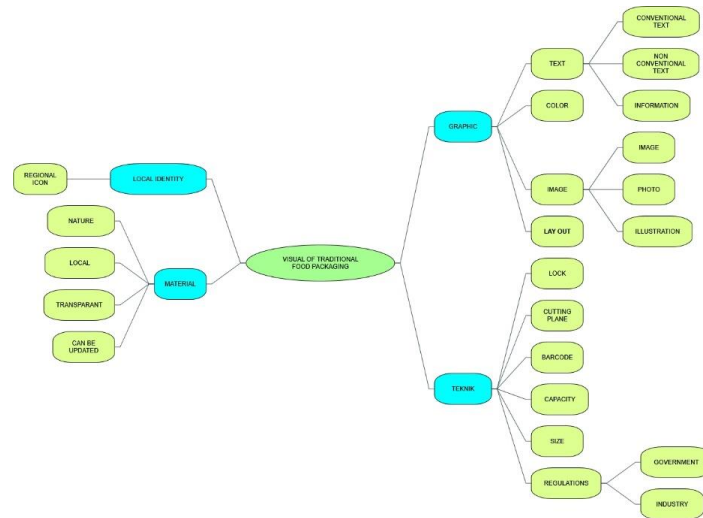 VISUAL OF TRADITIONAL
FOOD PACKAGING
LOCAL IDENTITY
REGIONAL
ICON
MATERIAL
NATURE
LOCAL
TRANSPARANT
CAN BE
UPDATED
GRAPHIC
TEXT
CONVENTIONAL
TEXT
NON
CONVENTIONAL
TEXT
INFORMATION
COLOR
IMAGE
IMAGE
PHOTO
ILLUSTRATION
LAY OUT
TEKNIK
LOCK
CUTTING
PLANE
BARCODE
CAPACITY
SIZE
REGULATIONS
GOVERNMENT
INDUSTRY